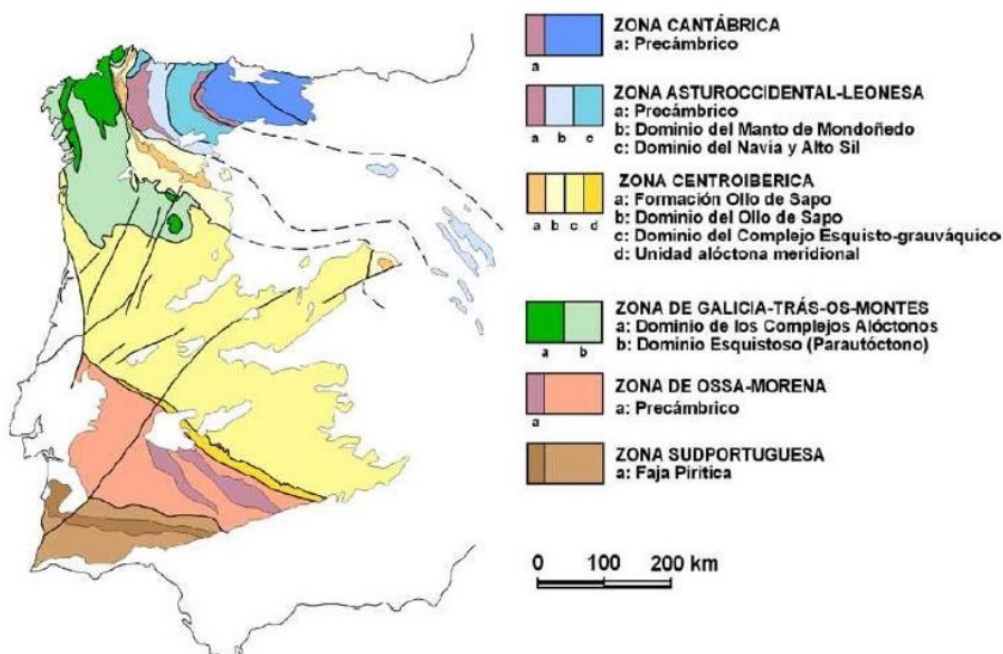 ZONA CANTÁBRICA
a: Precámbrico
a
ZONA ASTUROCCIDENTAL-LEONESA
a: Precámbrico
b: Dominio del Manto de Mondoñedo
c: Dominio del Navia y Alto Sil
a b c
ZONA CENTROIBERICA
a: Formación Ollo de Sapo
b: Dominio del Ollo de Sapo
c: Dominio del Complejo Esquisto-grauváquico
d: Unidad alóctona meridional
a b c d
ZONA DE GALICIA-TRÁS-OS-MONTES
a: Dominio de los Complejos Alóctonos
b: Dominio Esquistoso (Parautóctono)
a b
ZONA DE OSSA-MORENA
a: Precámbrico
a
ZONA SUDPORTUGUESA
a: Faja Pirítica
0 100 200 km